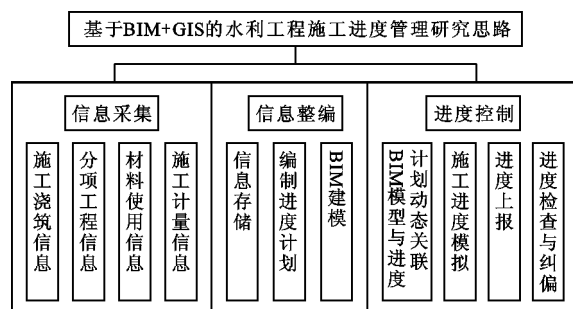 基于BIM+GIS的水利工程施工进度管理研究思路
信息采集
信息整编
进度控制
施工浇筑信息
分项工程信息
材料使用信息
施工计量信息
信息存储
编制进度计划
BIM建模
BIM模型与进度
计划动态关联
施工进度模拟
进度上报
进度检查与纠偏